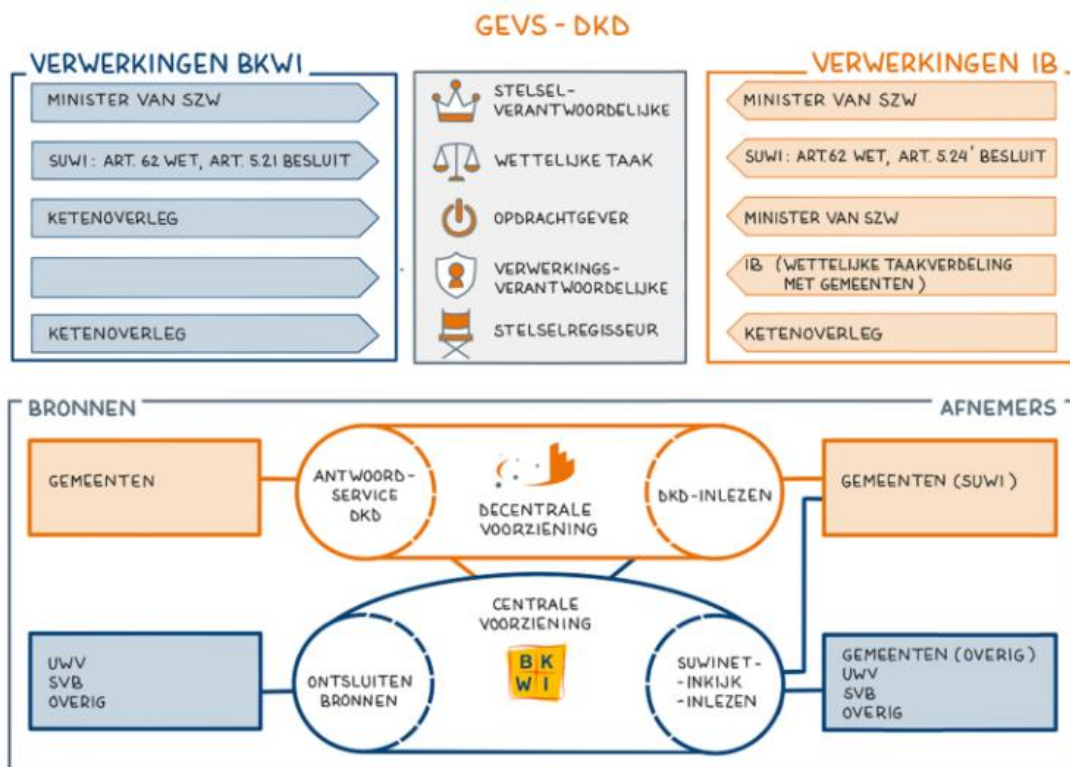 GEVS - DKD
VERWERKINGEN BKWI
MINISTER VAN SZW
SUWI: ART. 62 WET, ART. 5.21 BESLUIT
KETENOVERLEG
KETENOVERLEG
STELSEL-
VERANTWOORDELIJKE
WETTELIJKE TAAK
OPDRACHTGEVER
VERWERKINGS-
VERANTWOORDELIJKE
STELSELREGISSEUR
VERWERKINGEN IB
MINISTER VAN SZW
SUWI: ART.62 WET, ART. 5.24' BESLUIT
MINISTER VAN SZW
IB (WETTELIJKE TAAKVERDELING
MET GEMEENTEN)
KETENOVERLEG
BRONNEN
AFNEMERS
GEMEENTEN
ANTWOORD-
SERVICE
DKD
DECENTRALE
VOORZIENING
DKD-INLEZEN
GEMEENTEN (SUWI)
UWV
SVB
OVERIG
ONTSLUITEN
BRONNEN
CENTRALE
VOORZIENING
B K
W I
SUWINET-
-INKIJK
-INLEZEN
GEMEENTEN (OVERIG)
UWV
SVB
OVERIG